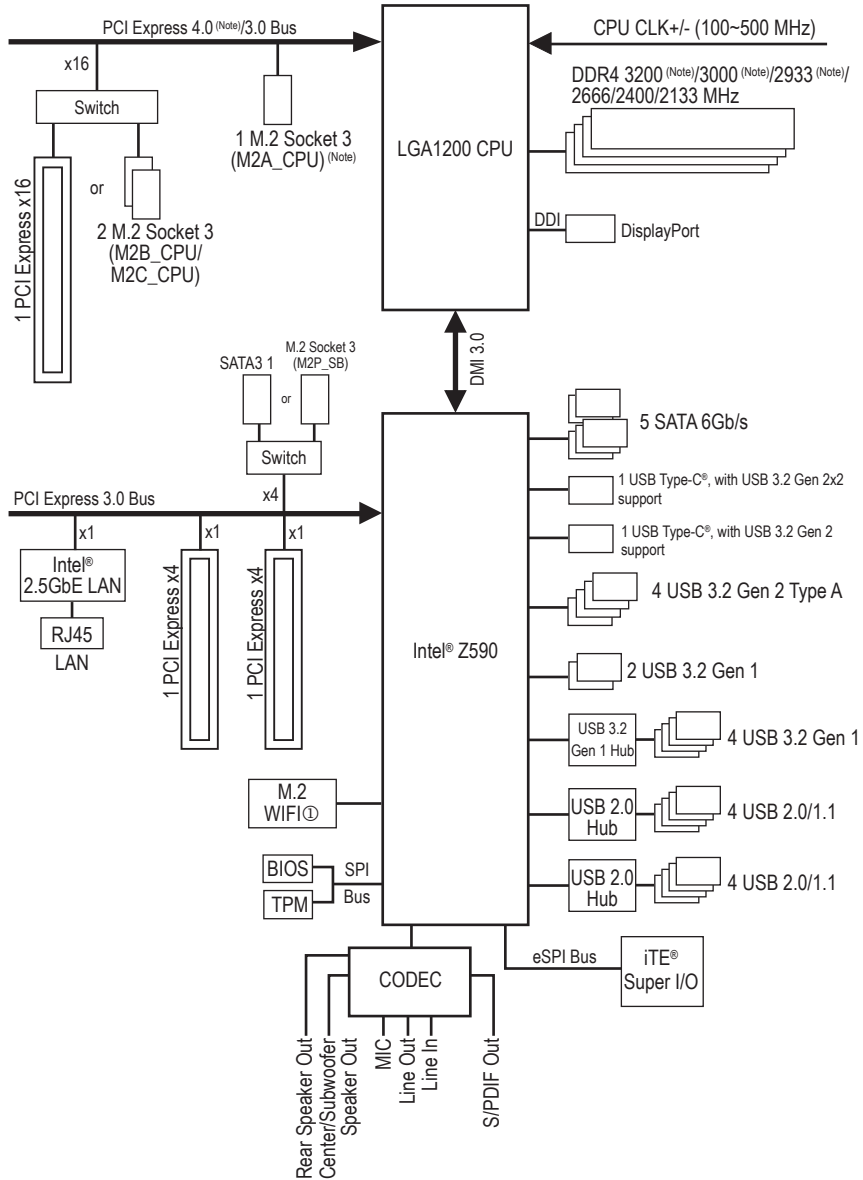 PCI Express 4.0 (Note)/3.0 Bus
CPU CLK+/- (100~500 MHz)
x16
Switch
1 PCI Express x16
or
2 M.2 Socket 3
(M2B_CPU/
M2C_CPU)
1 M.2 Socket 3
(M2A_CPU) (Note)
LGA1200 CPU
DDR4 3200 (Note)/3000 (Note)/2933 (Note)/
2666/2400/2133 MHz
DDI
DisplayPort
DMI 3.0
SATA3 1
or
M.2 Socket 3
(M2P_SB)
Switch
x4
PCI Express 3.0 Bus
x1
x1
x1
Intel®
2.5GbE LAN
RJ45
LAN
1 PCI Express x4
1 PCI Express x4
Intel® Z590
5 SATA 6Gb/s
1 USB Type-C®, with USB 3.2 Gen 2x2
support
1 USB Type-C®, with USB 3.2 Gen 2
support
4 USB 3.2 Gen 2 Type A
2 USB 3.2 Gen 1
USB 3.2
Gen 1 Hub
4 USB 3.2 Gen 1
USB 2.0
Hub
4 USB 2.0/1.1
USB 2.0
Hub
4 USB 2.0/1.1
M.2
WIFI①
BIOS
TPM
SPI
Bus
CODEC
eSPI Bus
iTE®
Super I/O
Rear Speaker Out
Center/Subwoofer
Speaker Out
MIC
Line Out
Line In
S/PDIF Out